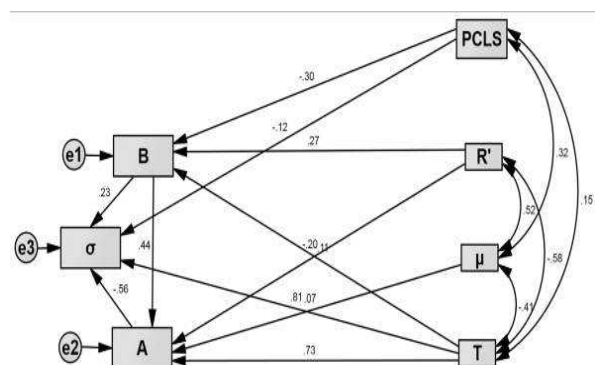 PCLS
-.30
-.12
.27
B
e1
R'
.32
.15
.23
.52
e3
σ
.44
-.20
.11
-.58
μ
-.56
.81
.07
-.41
e2
A
.73
T